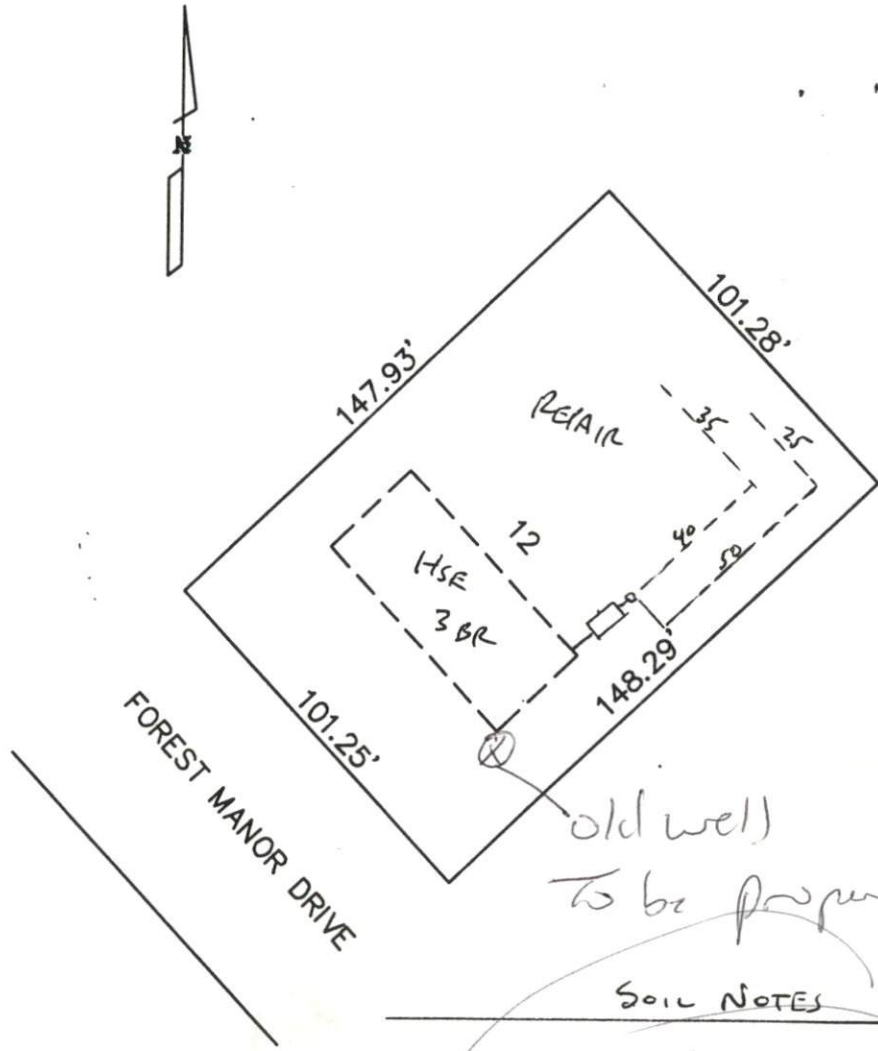 N
101.28'
147.93'
REPAIR
35
25
12
40
50
HSE
3 BR
148.29'
101.25'
FOREST MANOR DRIVE
old well
To be
SOIL NOTES